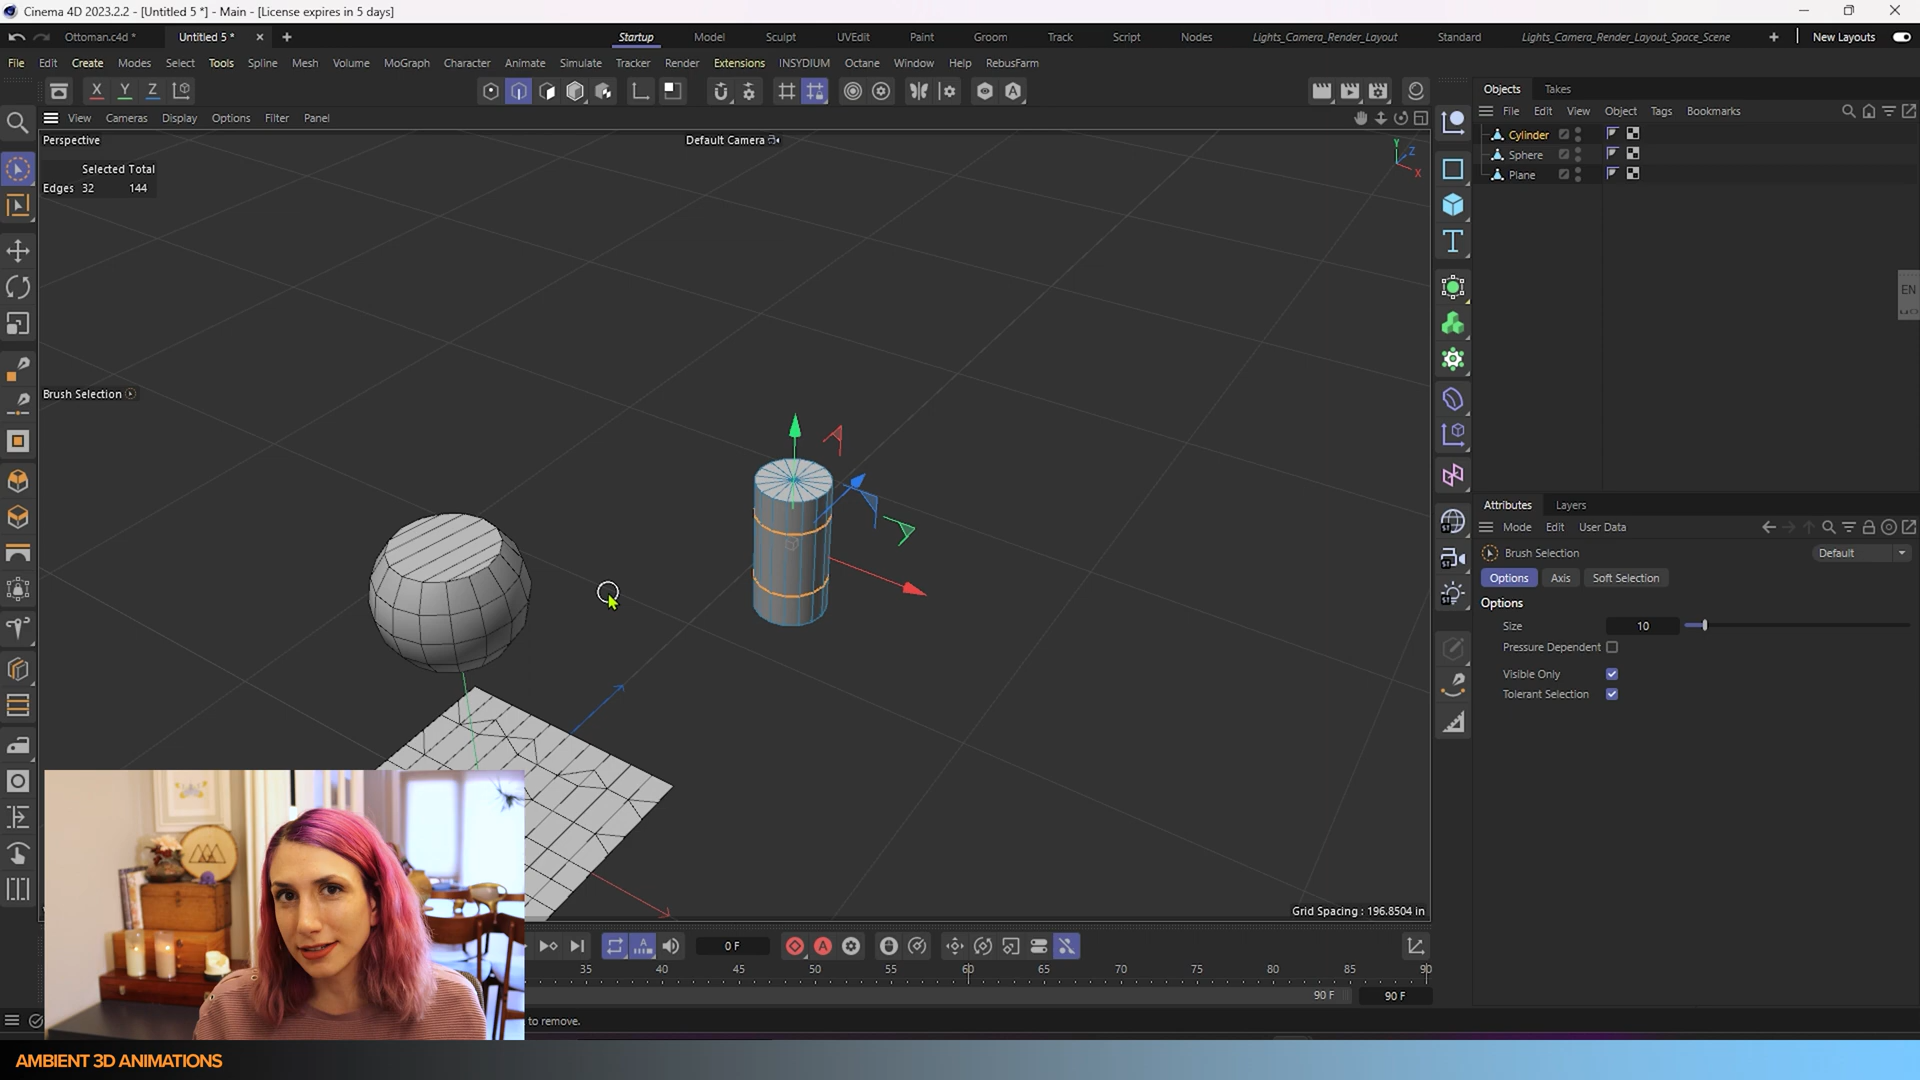 Cinema 4D 2023.2.2 - [Untitled 5 *] - Main - [License expires in 5 days]
Ottoman.c4d * Untitled 5 * Startup Model Sculpt UVEdit Paint Groom Track Script Nodes Lights_Camera_Render_Layout Standard Lights_Camera_Render_Layout_Space_Scene New Layouts
File Edit Create Modes Select Tools Spline Mesh Volume MoGraph Character Animate Simulate Tracker Render Extensions INSYDIUM Octane Window Help RebusFarm
X Y Z
Objects Takes
View Cameras Display Options Filter Panel
File Edit View Object Tags Bookmarks
Perspective
Default Camera
Y Z X
Cylinder
Sphere
Plane
Selected Total
Edges 32 144
EN
Brush Selection
Attributes Layers
Mode Edit User Data
Brush Selection
Default
Options Axis Soft Selection
Options
Size 10
Pressure Dependent
Visible Only
Tolerant Selection
Grid Spacing : 196.8504 in
0 F
35 40 45 50 55 60 65 70 75 80 85 90
90 F 90 F
to remove.
AMBIENT 3D ANIMATIONS